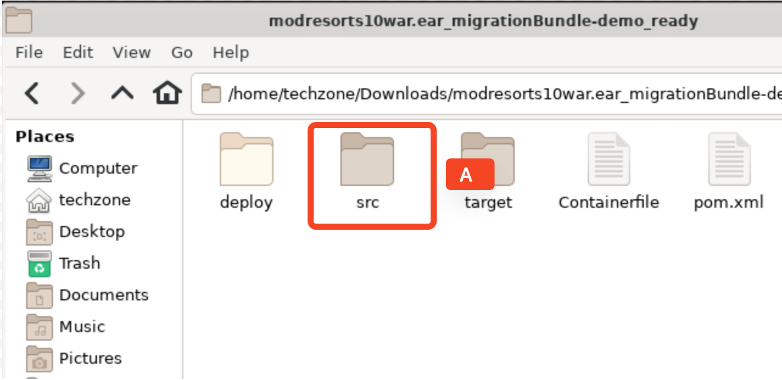 modresorts10war.ear_migrationBundle-demo_ready
File Edit View Go Help
/home/techzone/Downloads/modresorts10war.ear_migrationBundle-de
Places
Computer
techzone
Desktop
Trash
Documents
Music
Pictures
A
deploy src target Containerfile pom.xml